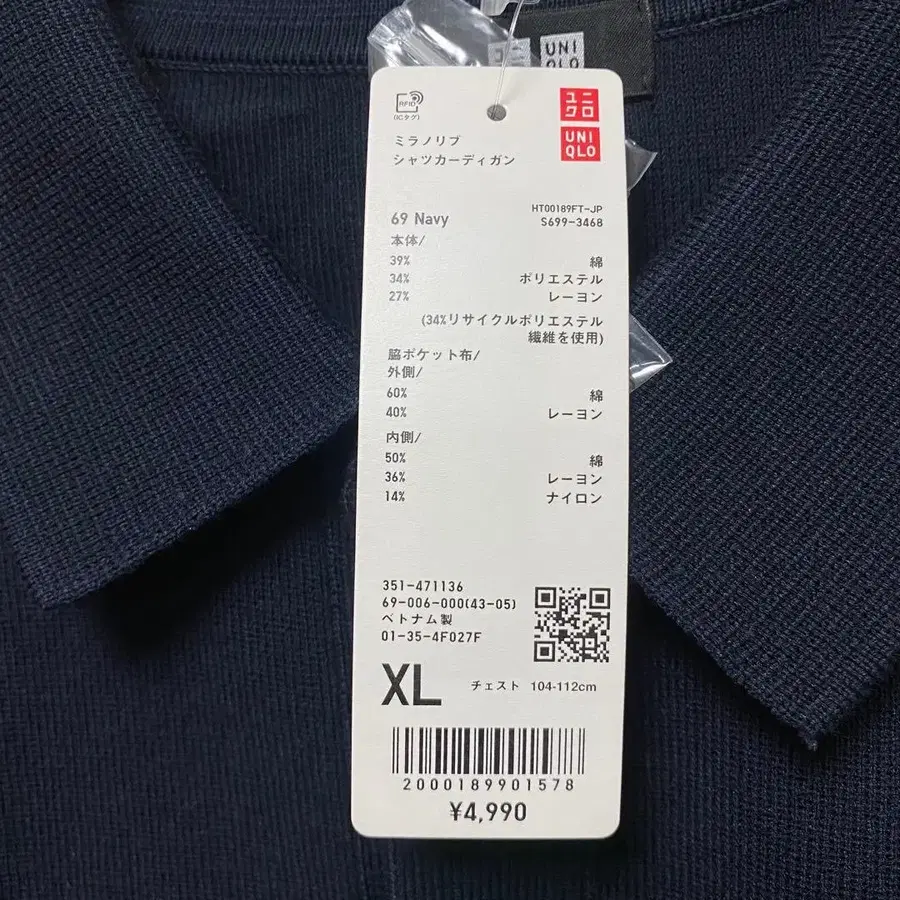 UNI
QLO
RFID
(ICタグ)
ユニ
クロ
UNI
QLO
ミラノリブ
シャツカーディガン
69 Navy
HT00189FT-JP
S699-3468
本体/
39% 綿
34% ポリエステル
27% レーヨン
(34%リサイクルポリエステル
繊維を使用)
脇ポケット布/
外側/
60% 綿
40% レーヨン
内側/
50% 綿
36% レーヨン
14% ナイロン
351-471136
69-006-000(43-05)
ベトナム製
01-35-4F027F
XL チェスト 104-112cm
2000189901578
¥4,990